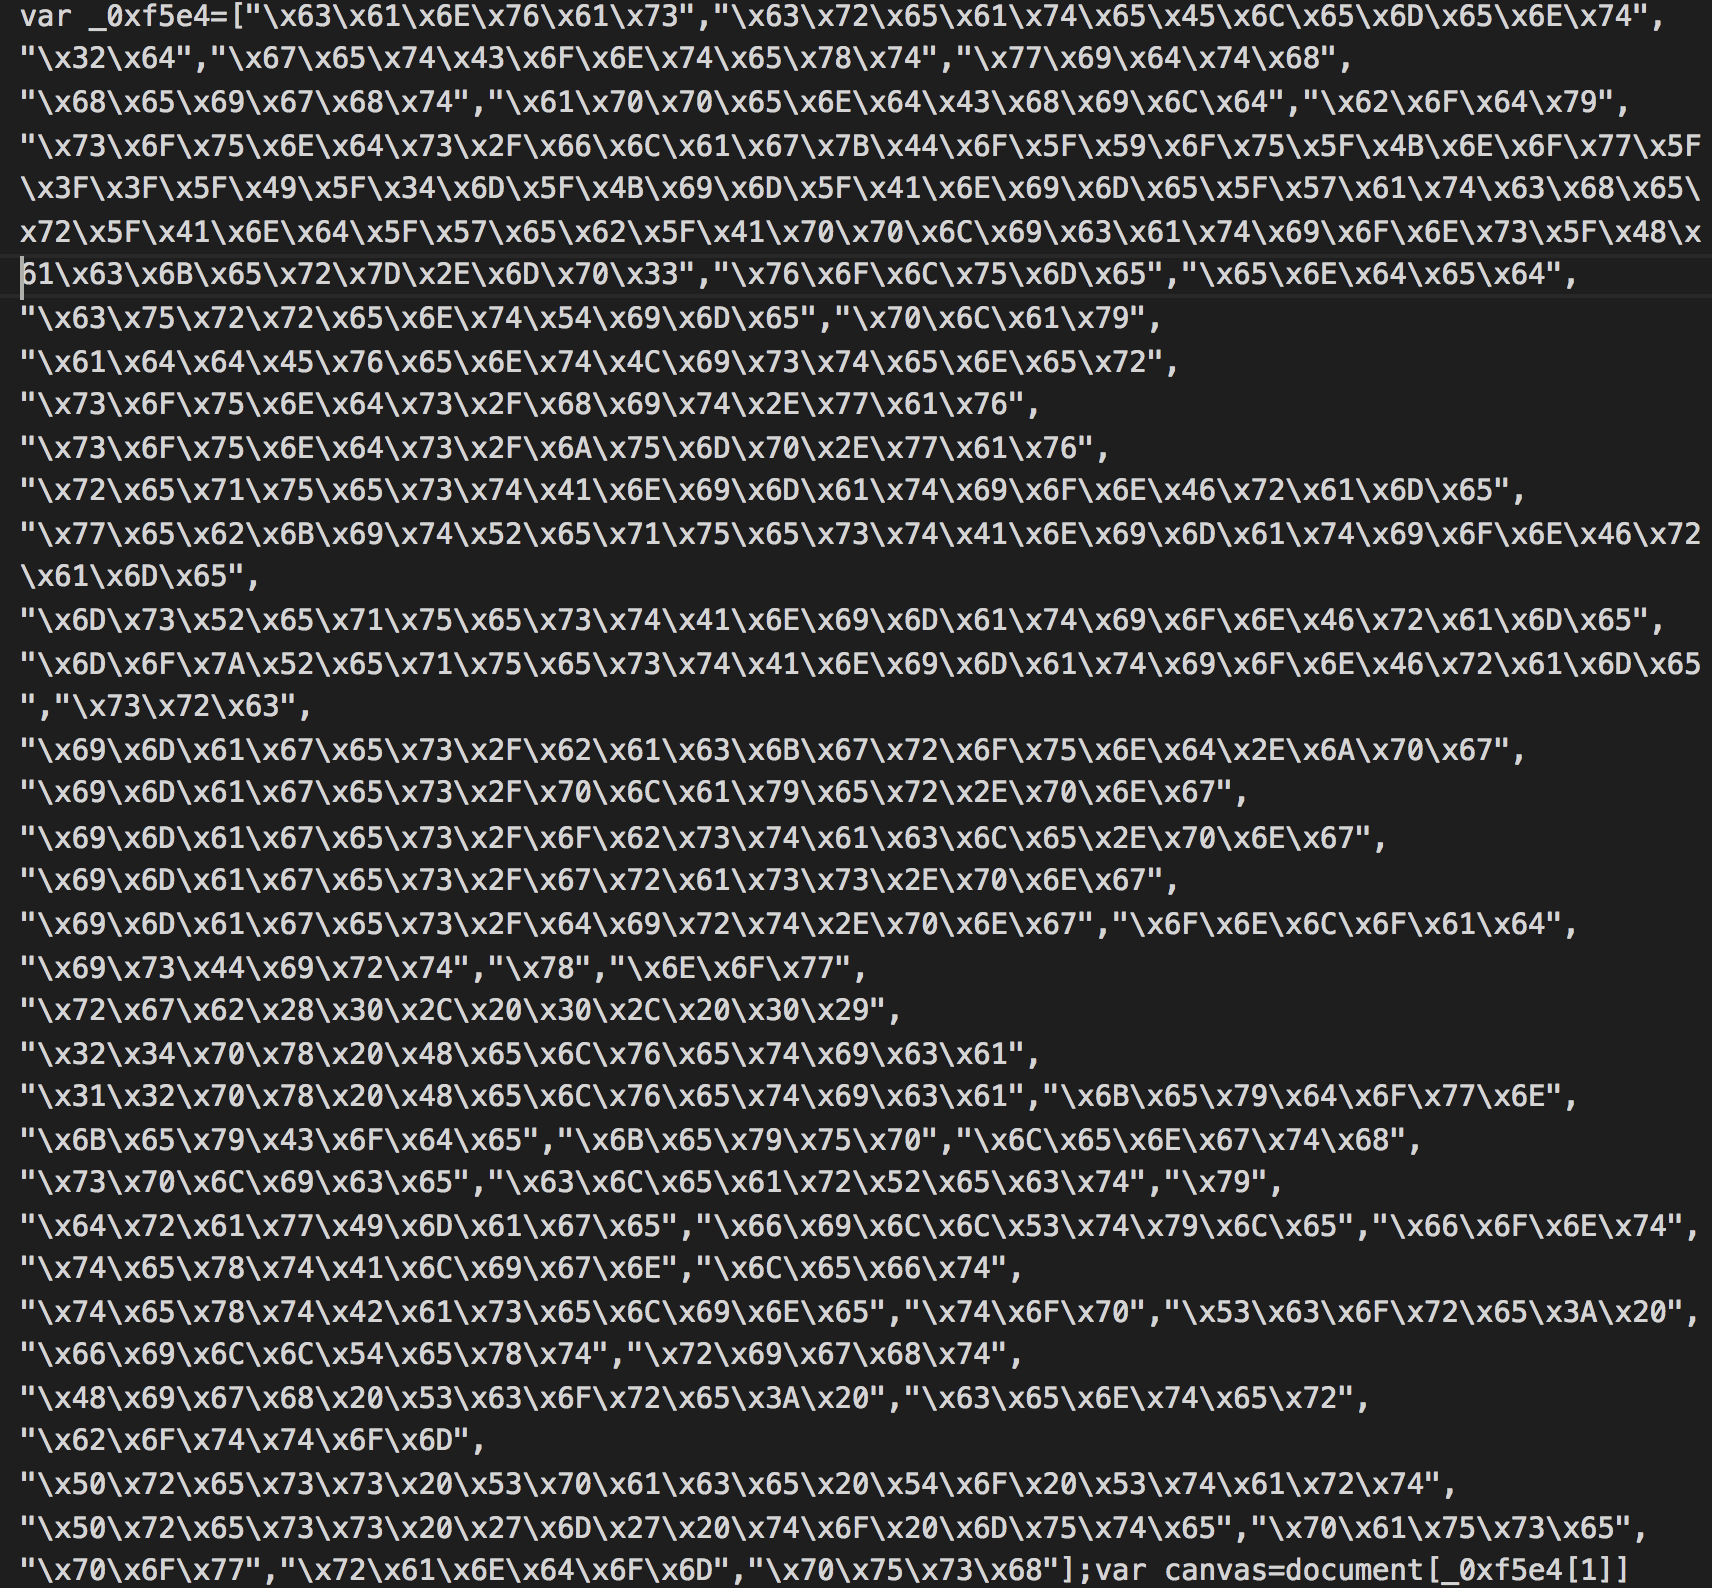 var _0xf5e4=["\x63\x61\x6E\x76\x61\x73","\x63\x72\x65\x61\x74\x65\x45\x6C\x65\x6D\x65\x6E\x74",
"\x32\x64","\x67\x65\x74\x43\x6F\x6E\x74\x65\x78\x74","\x77\x69\x64\x74\x68",
"\x68\x65\x69\x67\x68\x74","\x61\x70\x70\x65\x6E\x64\x43\x68\x69\x6C\x64","\x62\x6F\x64\x79",
"\x73\x6F\x75\x6E\x64\x73\x2F\x66\x6C\x61\x67\x7B\x44\x6F\x5F\x59\x6F\x75\x5F\x4B\x6E\x6F\x77\x5F
\x3F\x3F\x5F\x49\x5F\x34\x6D\x5F\x4B\x69\x6D\x5F\x41\x6E\x69\x6D\x65\x5F\x57\x61\x74\x63\x68\x65\
x72\x5F\x41\x6E\x64\x5F\x57\x65\x62\x5F\x41\x70\x70\x6C\x69\x63\x61\x74\x69\x6F\x6E\x73\x5F\x48\x
61\x63\x6B\x65\x72\x7D\x2E\x6D\x70\x33","\x76\x6F\x6C\x75\x6D\x65","\x65\x6E\x64\x65\x64",
"\x63\x75\x72\x72\x65\x6E\x74\x54\x69\x6D\x65","\x70\x6C\x61\x79",
"\x61\x64\x64\x45\x76\x65\x6E\x74\x4C\x69\x73\x74\x65\x6E\x65\x72",
"\x73\x6F\x75\x6E\x64\x73\x2F\x68\x69\x74\x2E\x77\x61\x76",
"\x73\x6F\x75\x6E\x64\x73\x2F\x6A\x75\x6D\x70\x2E\x77\x61\x76",
"\x72\x65\x71\x75\x65\x73\x74\x41\x6E\x69\x6D\x61\x74\x69\x6F\x6E\x46\x72\x61\x6D\x65",
"\x77\x65\x62\x6B\x69\x74\x52\x65\x71\x75\x65\x73\x74\x41\x6E\x69\x6D\x61\x74\x69\x6F\x6E\x46\x72
\x61\x6D\x65",
"\x6D\x73\x52\x65\x71\x75\x65\x73\x74\x41\x6E\x69\x6D\x61\x74\x69\x6F\x6E\x46\x72\x61\x6D\x65",
"\x6D\x6F\x7A\x52\x65\x71\x75\x65\x73\x74\x41\x6E\x69\x6D\x61\x74\x69\x6F\x6E\x46\x72\x61\x6D\x65
","\x73\x72\x63",
"\x69\x6D\x61\x67\x65\x73\x2F\x62\x61\x63\x6B\x67\x72\x6F\x75\x6E\x64\x2E\x6A\x70\x67",
"\x69\x6D\x61\x67\x65\x73\x2F\x70\x6C\x61\x79\x65\x72\x2E\x70\x6E\x67",
"\x69\x6D\x61\x67\x65\x73\x2F\x6F\x62\x73\x74\x61\x63\x6C\x65\x2E\x70\x6E\x67",
"\x69\x6D\x61\x67\x65\x73\x2F\x67\x72\x61\x73\x73\x2E\x70\x6E\x67",
"\x69\x6D\x61\x67\x65\x73\x2F\x64\x69\x72\x74\x2E\x70\x6E\x67","\x6F\x6E\x6C\x6F\x61\x64",
"\x69\x73\x44\x69\x72\x74","\x78","\x6E\x6F\x77",
"\x72\x67\x62\x28\x30\x2C\x20\x30\x2C\x20\x30\x29",
"\x32\x34\x70\x78\x20\x48\x65\x6C\x76\x65\x74\x69\x63\x61",
"\x31\x32\x70\x78\x20\x48\x65\x6C\x76\x65\x74\x69\x63\x61","\x6B\x65\x79\x64\x6F\x77\x6E",
"\x6B\x65\x79\x43\x6F\x64\x65","\x6B\x65\x79\x75\x70","\x6C\x65\x6E\x67\x74\x68",
"\x73\x70\x6C\x69\x63\x65","\x63\x6C\x65\x61\x72\x52\x65\x63\x74","\x79",
"\x64\x72\x61\x77\x49\x6D\x61\x67\x65","\x66\x69\x6C\x6C\x53\x74\x79\x6C\x65","\x66\x6F\x6E\x74",
"\x74\x65\x78\x74\x41\x6C\x69\x67\x6E","\x6C\x65\x66\x74",
"\x74\x65\x78\x74\x42\x61\x73\x65\x6C\x69\x6E\x65","\x74\x6F\x70","\x53\x63\x6F\x72\x65\x3A\x20",
"\x66\x69\x6C\x6C\x54\x65\x78\x74","\x72\x69\x67\x68\x74",
"\x48\x69\x67\x68\x20\x53\x63\x6F\x72\x65\x3A\x20","\x63\x65\x6E\x74\x65\x72",
"\x62\x6F\x74\x74\x6F\x6D",
"\x50\x72\x65\x73\x73\x20\x53\x70\x61\x63\x65\x20\x54\x6F\x20\x53\x74\x61\x72\x74",
"\x50\x72\x65\x73\x73\x20\x27\x6D\x27\x20\x74\x6F\x20\x6D\x75\x74\x65","\x70\x61\x75\x73\x65",
"\x70\x6F\x77","\x72\x61\x6E\x64\x6F\x6D","\x70\x75\x73\x68"];var canvas=document[_0xf5e4[1]]